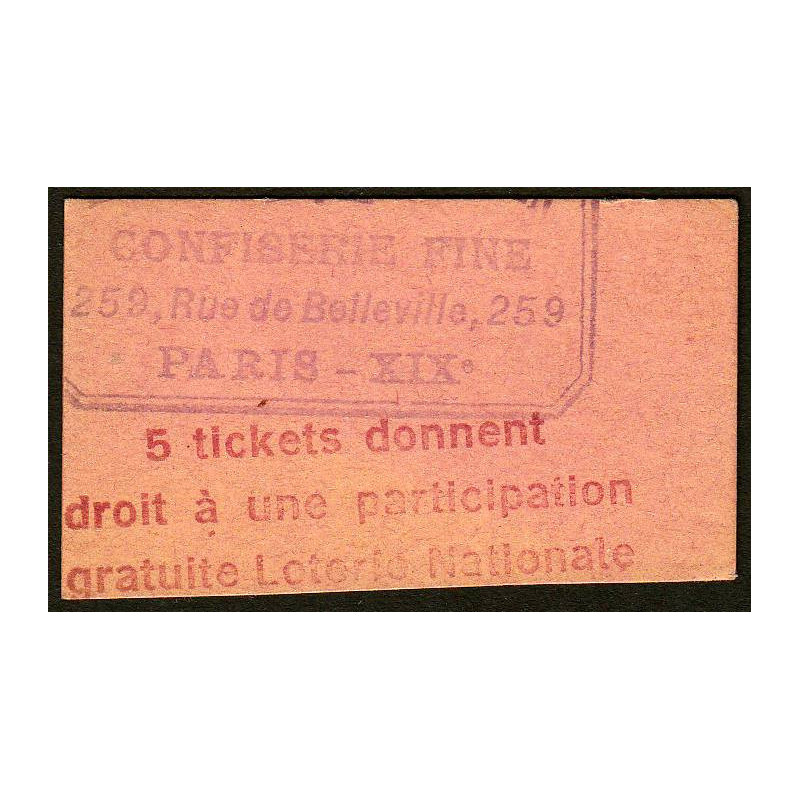 CONFISERIE FINE
259, Rue de Belleville, 259
PARIS - XIXe
5 tickets donnent
droit à une participation
gratuite Loterie Nationale